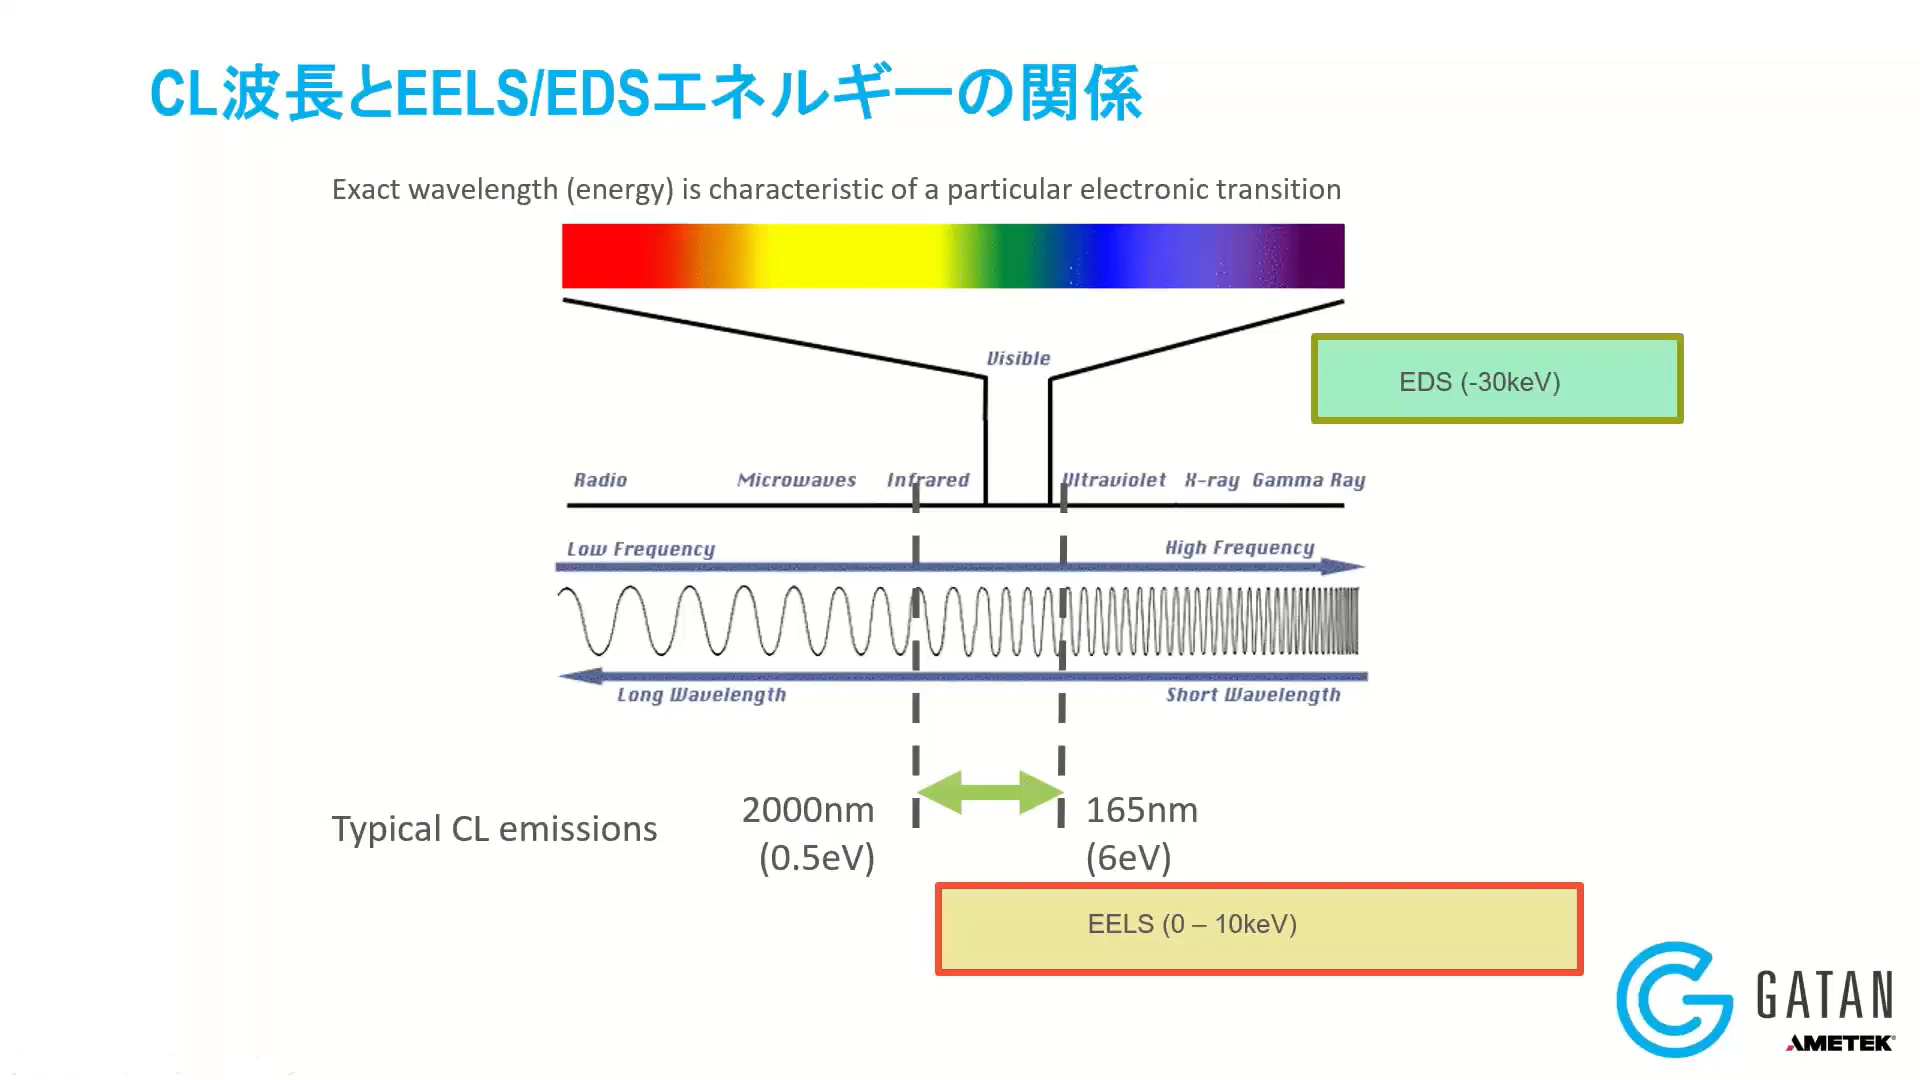 CL波長とEELS/EDSエネルギーの関係
Exact wavelength (energy) is characteristic of a particular electronic transition
Visible
EDS (-30keV)
Radio Microwaves Infrared Ultraviolet X-ray Gamma Ray
Low Frequency High Frequency
Long Wavelength Short Wavelength
Typical CL emissions
2000nm
(0.5eV)
165nm
(6eV)
EELS (0 – 10keV)
GATAN
AMETEK®